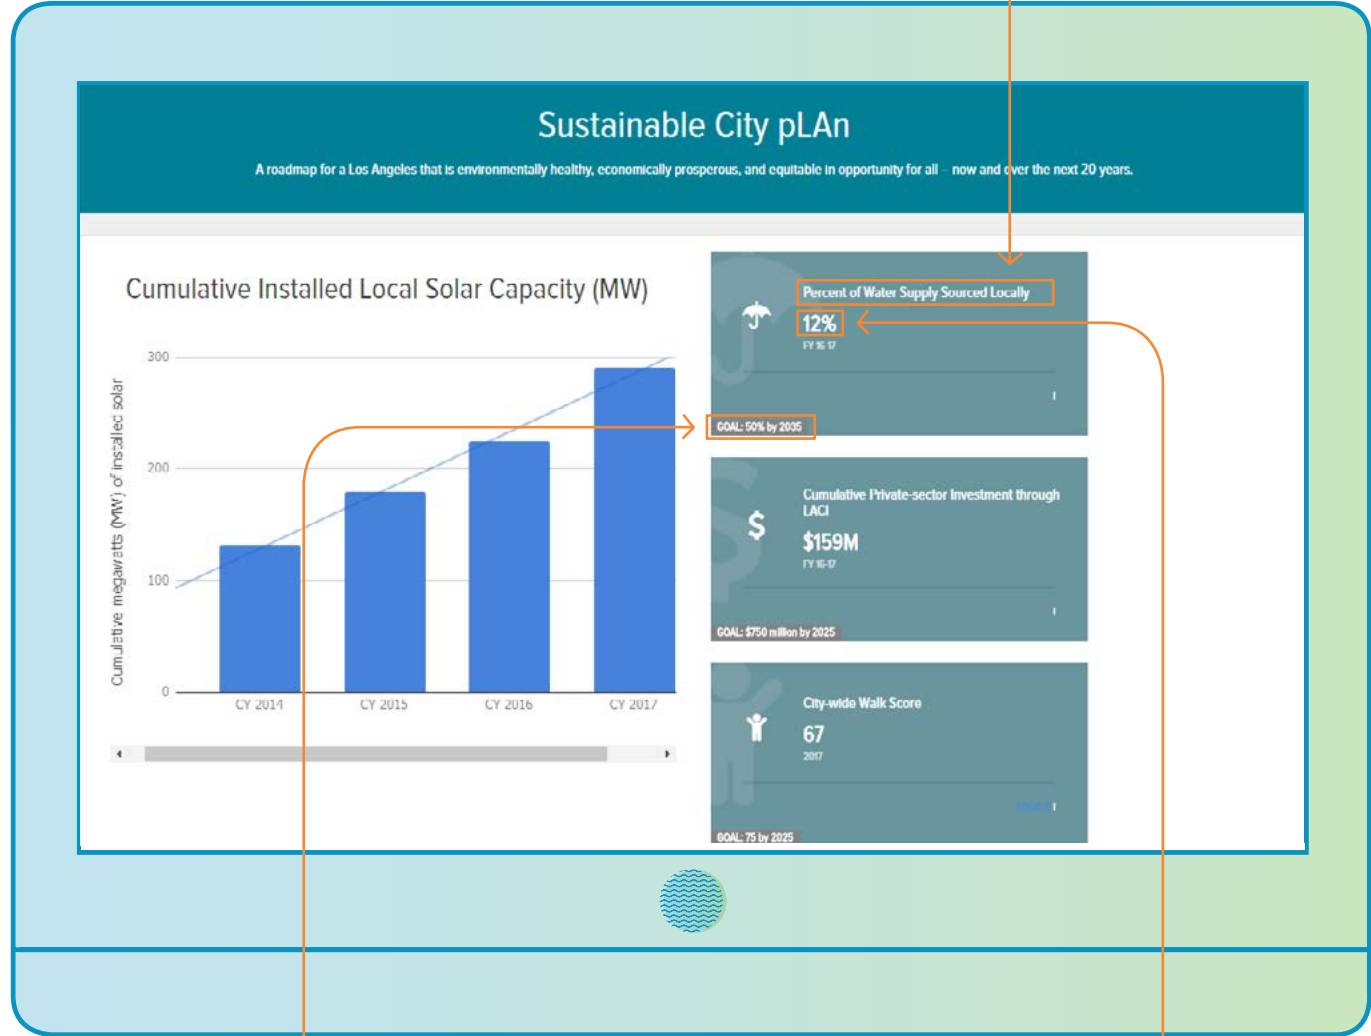 Sustainable City pLAn
A roadmap for a Los Angeles that is environmentally healthy, economically prosperous, and equitable in opportunity for all – now and over the next 20 years.
Cumulative Installed Local Solar Capacity (MW)
Cumulative megawatts (MW) of installed solar
300
200
100
0
CY 2014
CY 2015
CY 2016
CY 2017
Percent of Water Supply Sourced Locally
12%
FY 16 17
GOAL: 50% by 2035
Cumulative Private-sector Investment through
LACI
$159M
FY 16-17
GOAL: $750 million by 2025
City-wide Walk Score
67
2017
GOAL: 75 by 2025